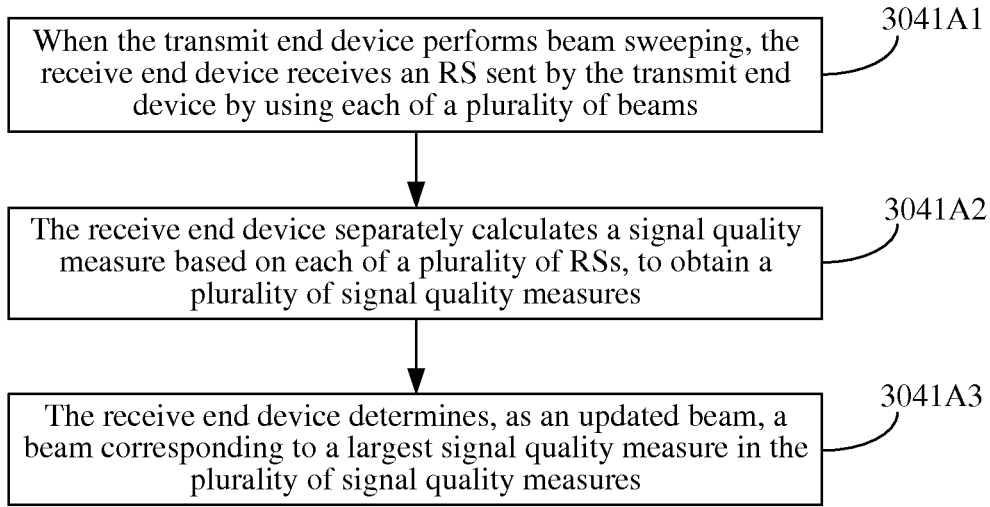 3041A1
When the transmit end device performs beam sweeping, the
receive end device receives an RS sent by the transmit end
device by using each of a plurality of beams
3041A2
The receive end device separately calculates a signal quality
measure based on each of a plurality of RSs, to obtain a
plurality of signal quality measures
3041A3
The receive end device determines, as an updated beam, a
beam corresponding to a largest signal quality measure in the
plurality of signal quality measures